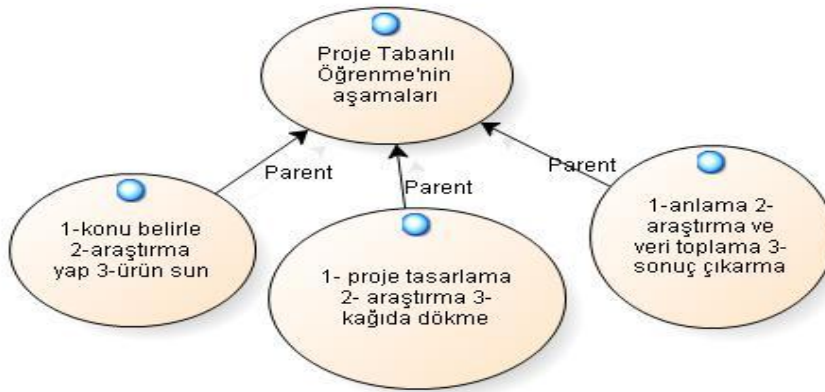 Proje Tabanlı
Öğrenme'nin
aşamaları
Parent
Parent
Parent
1-konu belirle
2-araştırma
yap 3-ürün sun
1- proje tasarlama
2- araştırma 3-
kağıda dökme
1-anlama 2-
araştırma ve
veri toplama 3-
sonuç çıkarma